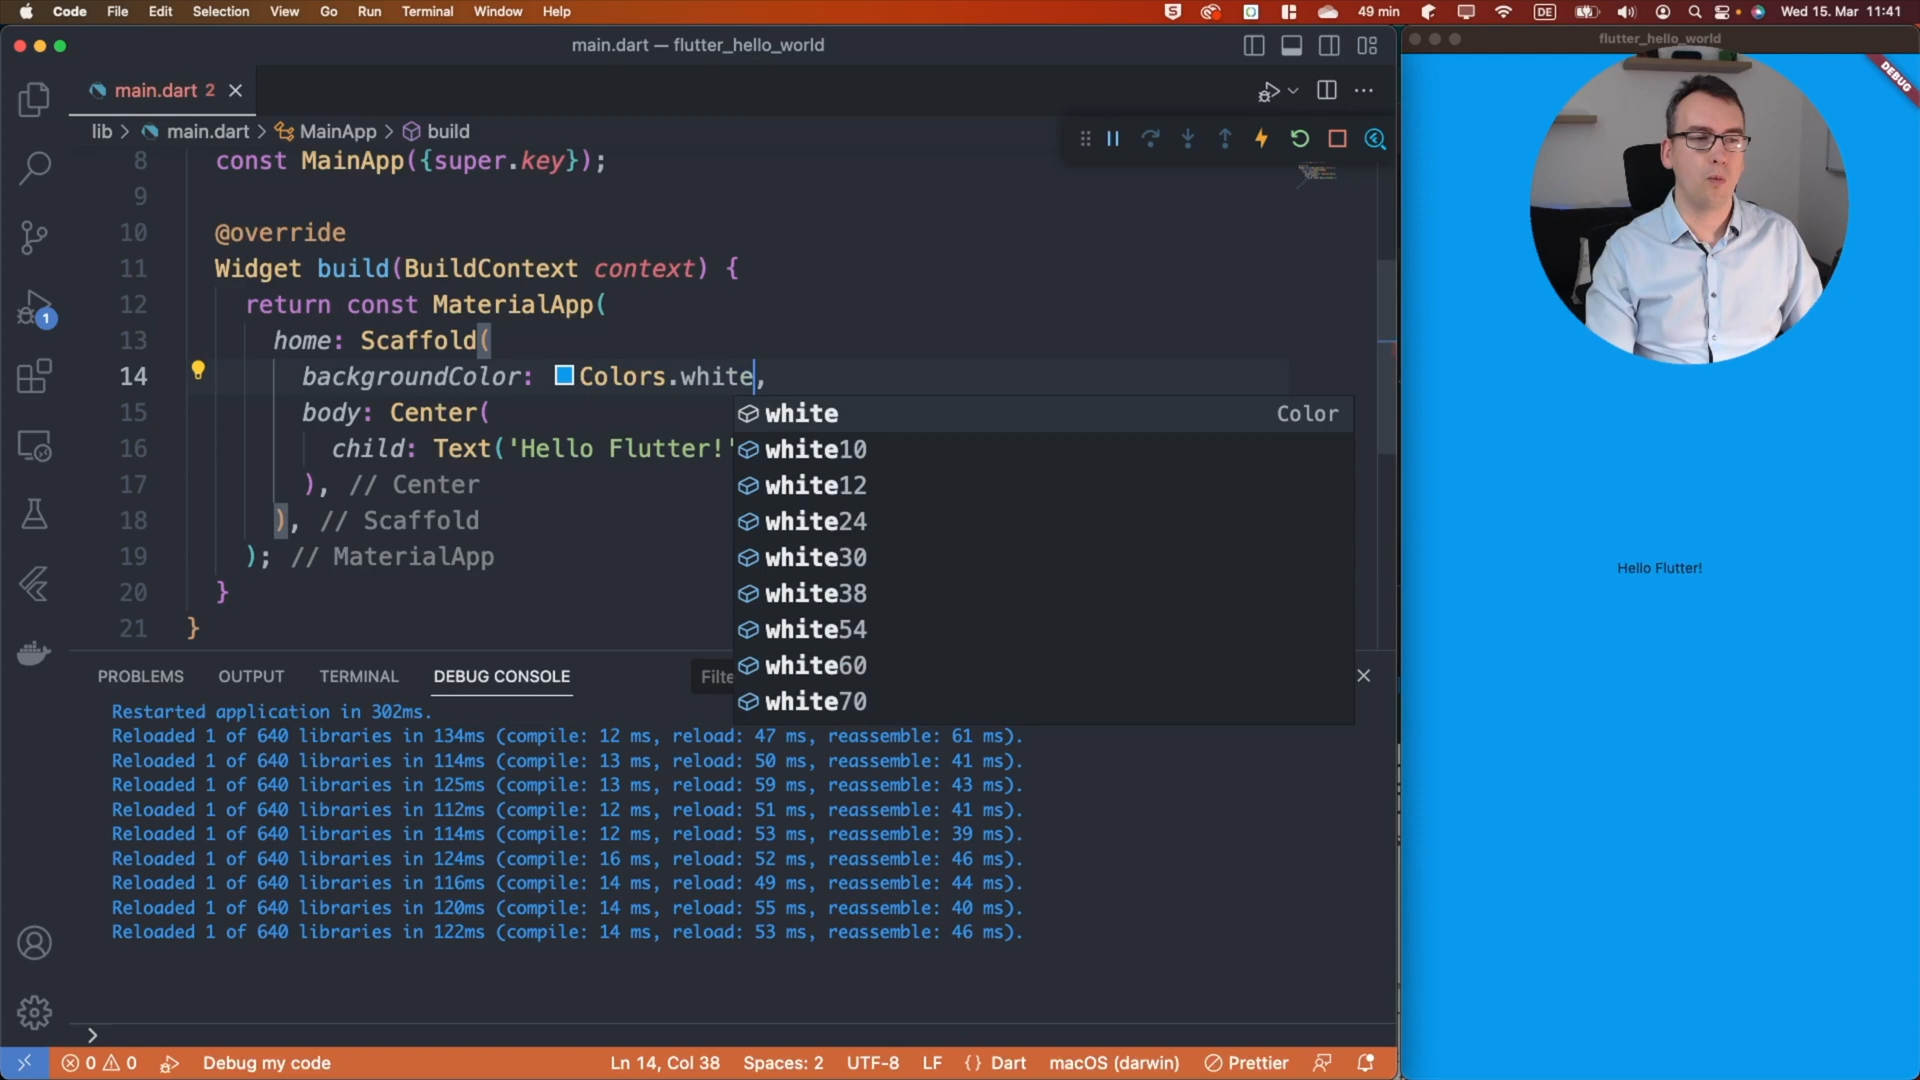 Code File Edit Selection View Go Run Terminal Window Help 49 min DE Wed 15. Mar 11:41
main.dart — flutter_hello_world
flutter_hello_world
DEBUG
main.dart 2
lib > main.dart > MainApp > build
8 const MainApp({super.key});
9
10 @override
11 Widget build(BuildContext context) {
12 return const MaterialApp(
13 home: Scaffold(
14 backgroundColor: Colors.white,
15 body: Center(
16 child: Text('Hello Flutter!'
17 ), // Center
18 ), // Scaffold
19 ); // MaterialApp
20 }
21 }
white Color
white10
white12
white24
white30
white38
white54
white60
white70
1
Hello Flutter!
PROBLEMS OUTPUT TERMINAL DEBUG CONSOLE Filte
Restarted application in 302ms.
Reloaded 1 of 640 libraries in 134ms (compile: 12 ms, reload: 47 ms, reassemble: 61 ms).
Reloaded 1 of 640 libraries in 114ms (compile: 13 ms, reload: 50 ms, reassemble: 41 ms).
Reloaded 1 of 640 libraries in 125ms (compile: 13 ms, reload: 59 ms, reassemble: 43 ms).
Reloaded 1 of 640 libraries in 112ms (compile: 12 ms, reload: 51 ms, reassemble: 41 ms).
Reloaded 1 of 640 libraries in 114ms (compile: 12 ms, reload: 53 ms, reassemble: 39 ms).
Reloaded 1 of 640 libraries in 124ms (compile: 16 ms, reload: 52 ms, reassemble: 46 ms).
Reloaded 1 of 640 libraries in 116ms (compile: 14 ms, reload: 49 ms, reassemble: 44 ms).
Reloaded 1 of 640 libraries in 120ms (compile: 14 ms, reload: 55 ms, reassemble: 40 ms).
Reloaded 1 of 640 libraries in 122ms (compile: 14 ms, reload: 53 ms, reassemble: 46 ms).
>
0 0 Debug my code Ln 14, Col 38 Spaces: 2 UTF-8 LF {} Dart macOS (darwin) Prettier